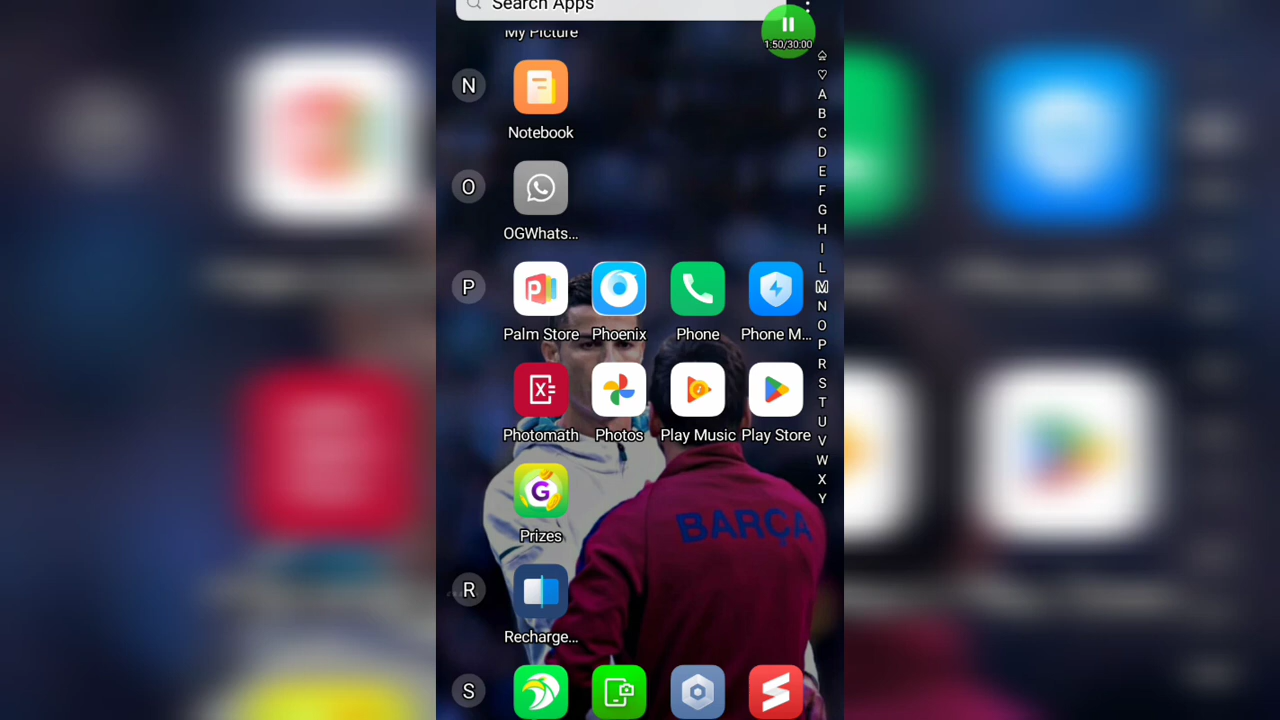 Search Apps
1:50/30:00
My Picture
N
Notebook
O
OGWhats...
P
Palm Store Phoenix Phone Phone M...
Photomath Photos Play Music Play Store
G
Prizes
BARÇA
R
Recharge...
S
A
B
C
D
E
F
G
H
I
L
M
N
O
P
R
S
T
U
V
W
X
Y